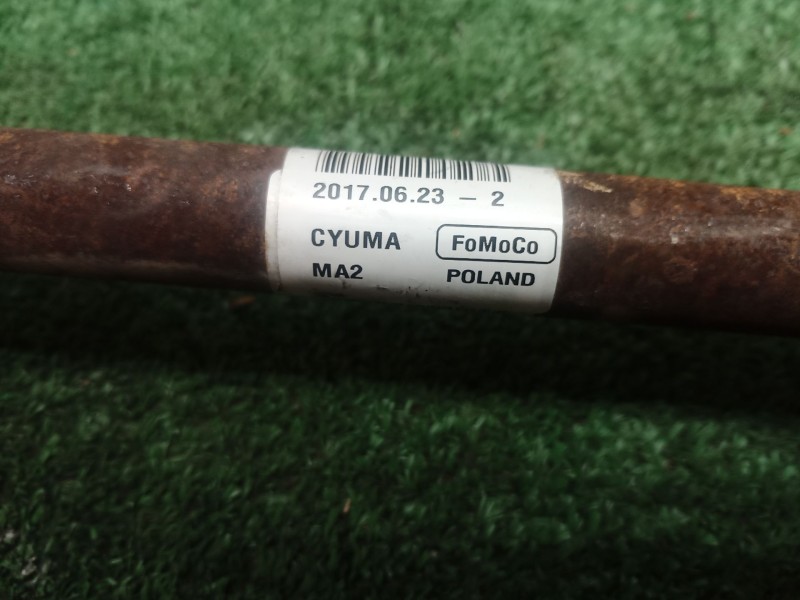 2017.06.23 – 2
CYUMA FoMoCo
MA2 POLAND